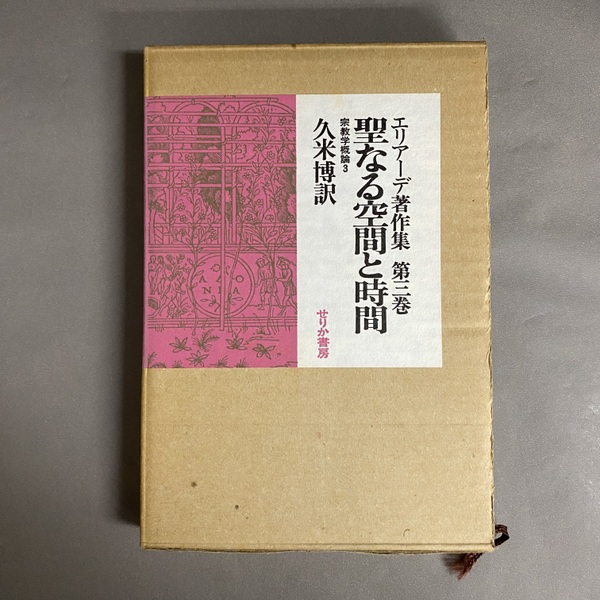 エリアーデ著作集 第三巻
聖なる空間と時間
宗教学概論3
久米博訳
せりか書房